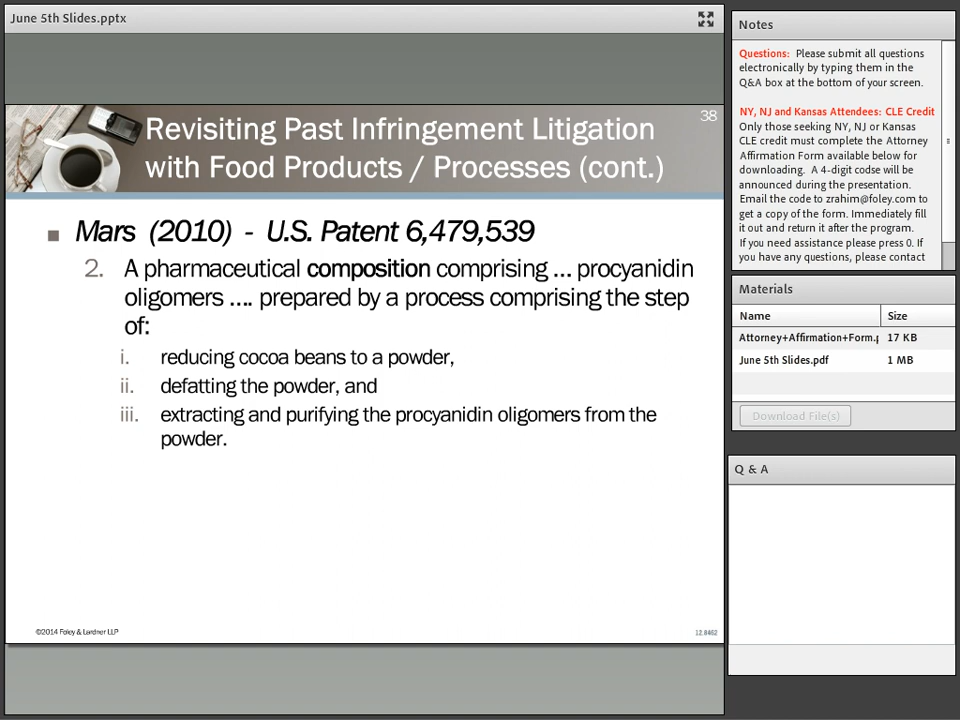 June 5th Slides.pptx
38
Revisiting Past Infringement Litigation
with Food Products / Processes (cont.)
Mars (2010) - U.S. Patent 6,479,539
2. A pharmaceutical composition comprising ... procyanidin
oligomers .... prepared by a process comprising the step
of:
i. reducing cocoa beans to a powder,
ii. defatting the powder, and
iii. extracting and purifying the procyanidin oligomers from the
powder.
©2014 Foley & Lardner LLP
12.8462
Notes
Questions: Please submit all questions
electronically by typing them in the
Q&A box at the bottom of your screen.
NY, NJ and Kansas Attendees: CLE Credit
Only those seeking NY, NJ or Kansas
CLE credit must complete the Attorney
Affirmation Form available below for
downloading. A 4-digit codse will be
announced during the presentation.
Email the code to zrahim@foley.com to
get a copy of the form. Immediately fill
it out and return it after the program.
If you need assistance please press 0. If
you have any questions, please contact
Materials
Name Size
Attorney+Affirmation+Form.p 17 KB
June 5th Slides.pdf 1 MB
Download File(s)
Q & A